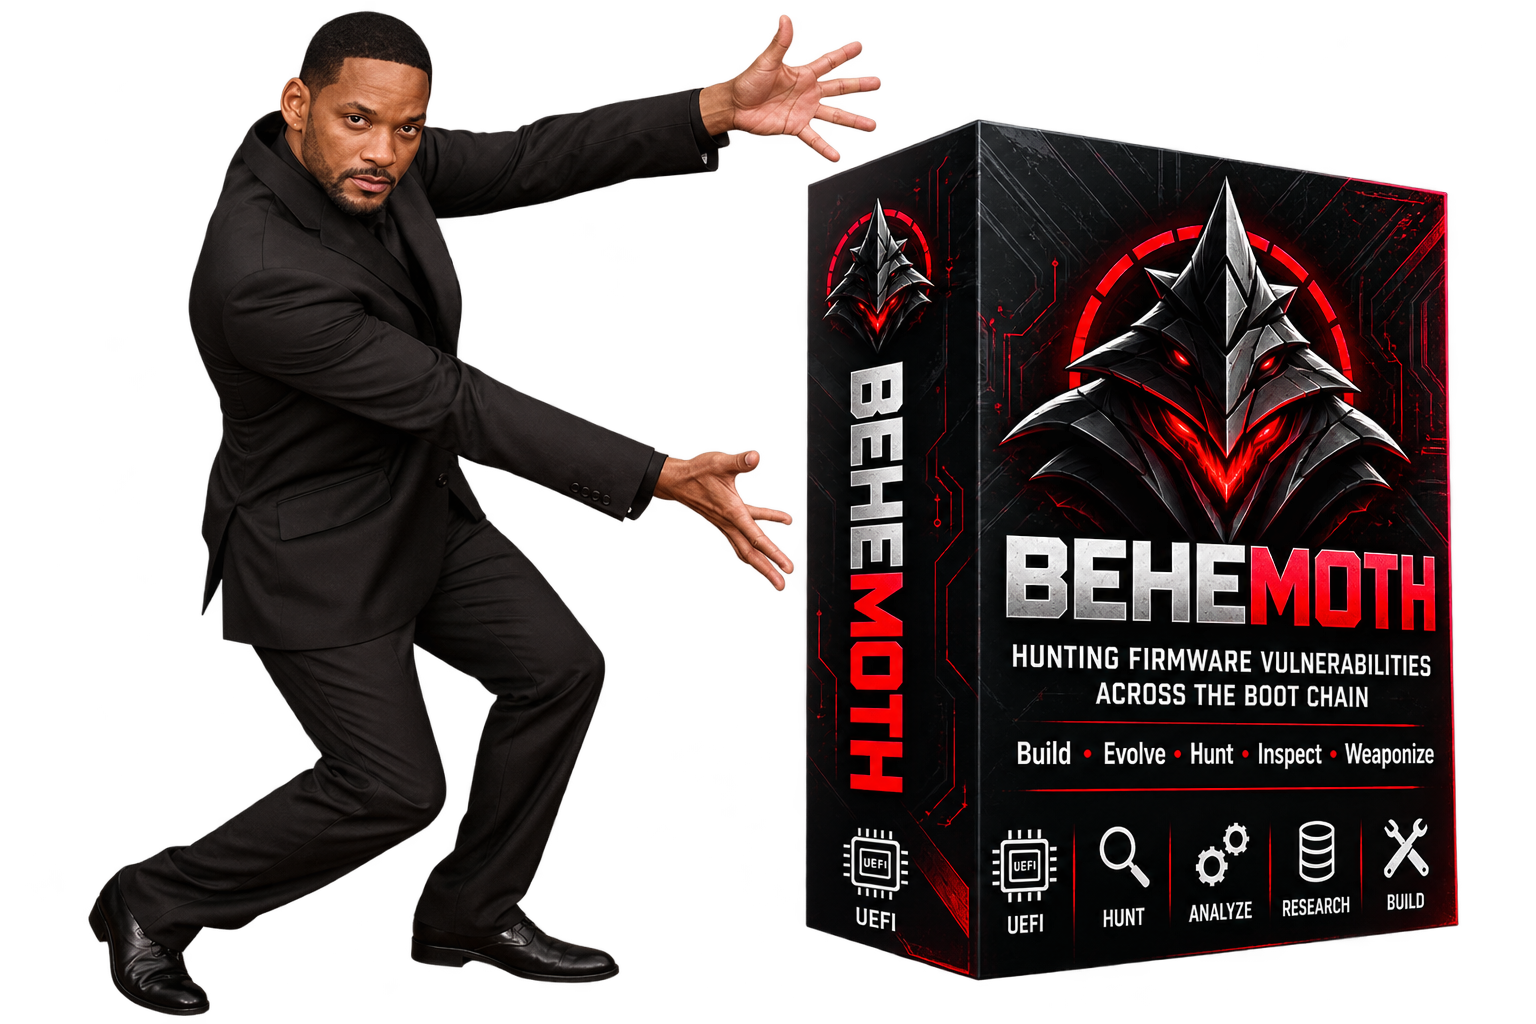 BEHEMOTH
UEFI
UEFI
BEHEMOTH
HUNTING FIRMWARE VULNERABILITIES
ACROSS THE BOOT CHAIN
Build • Evolve • Hunt • Inspect • Weaponize
UEFI
UEFI
HUNT
ANALYZE
RESEARCH
BUILD